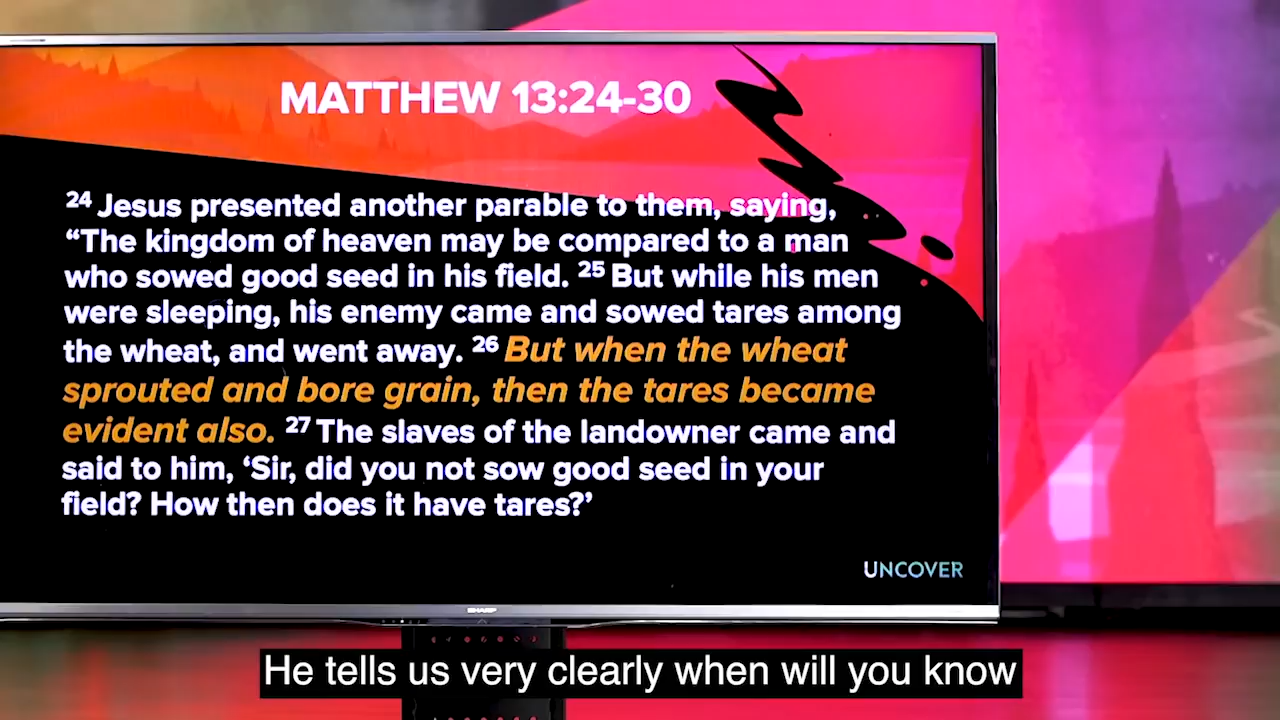 MATTHEW 13:24-30
24 Jesus presented another parable to them, saying,
“The kingdom of heaven may be compared to a man
who sowed good seed in his field. 25 But while his men
were sleeping, his enemy came and sowed tares among
the wheat, and went away. 26 But when the wheat
sprouted and bore grain, then the tares became
evident also. 27 The slaves of the landowner came and
said to him, ‘Sir, did you not sow good seed in your
field? How then does it have tares?’
UNCOVER
SHARP
He tells us very clearly when will you know